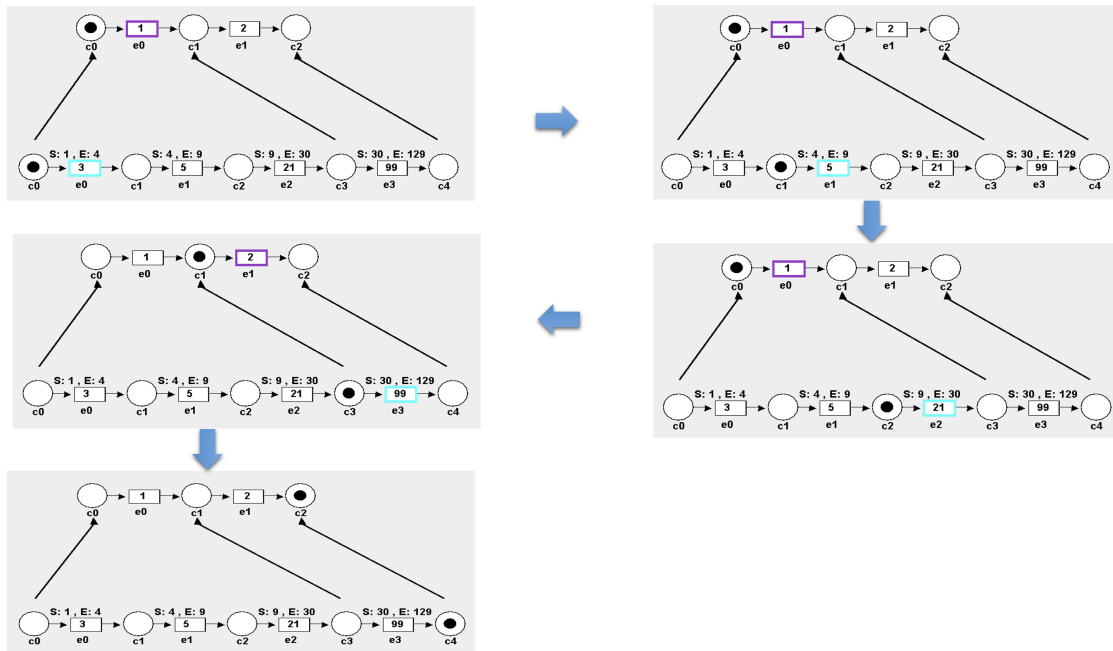 1 2
c0 e0 c1 e1 c2
S: 1 , E: 4 S: 4 , E: 9 S: 9 , E: 30 S: 30 , E: 129
3 5 21 99
c0 e0 c1 e1 c2 e2 c3 e3 c4
1 2
c0 e0 c1 e1 c2
S: 1 , E: 4 S: 4 , E: 9 S: 9 , E: 30 S: 30 , E: 129
3 5 21 99
c0 e0 c1 e1 c2 e2 c3 e3 c4
1 2
c0 e0 c1 e1 c2
S: 1 , E: 4 S: 4 , E: 9 S: 9 , E: 30 S: 30 , E: 129
3 5 21 99
c0 e0 c1 e1 c2 e2 c3 e3 c4
1 2
c0 e0 c1 e1 c2
S: 1 , E: 4 S: 4 , E: 9 S: 9 , E: 30 S: 30 , E: 129
3 5 21 99
c0 e0 c1 e1 c2 e2 c3 e3 c4
1 2
c0 e0 c1 e1 c2
S: 1 , E: 4 S: 4 , E: 9 S: 9 , E: 30 S: 30 , E: 129
3 5 21 99
c0 e0 c1 e1 c2 e2 c3 e3 c4